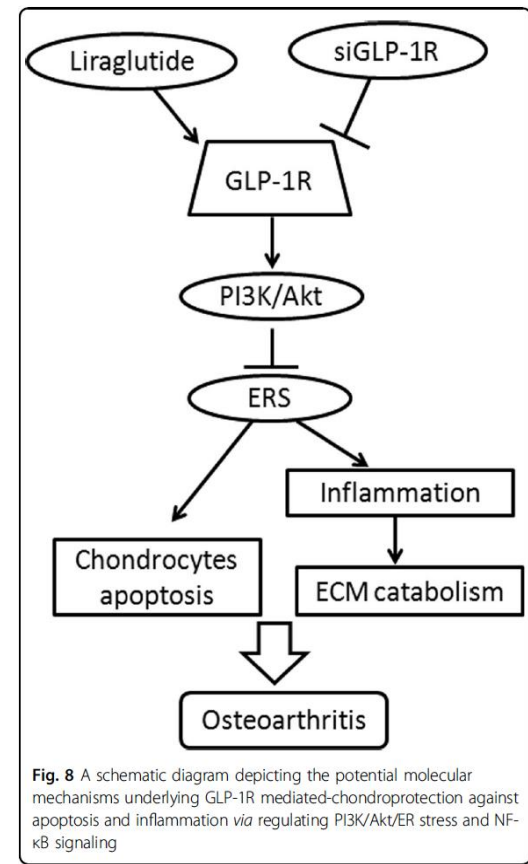 Liraglutide
siGLP-1R
GLP-1R
PI3K/Akt
ERS
Inflammation
Chondrocytes
apoptosis
ECM catabolism
Osteoarthritis
Fig. 8 A schematic diagram depicting the potential molecular
mechanisms underlying GLP-1R mediated-chondroprotection against
apoptosis and inflammation via regulating PI3K/Akt/ER stress and NF-
κB signaling